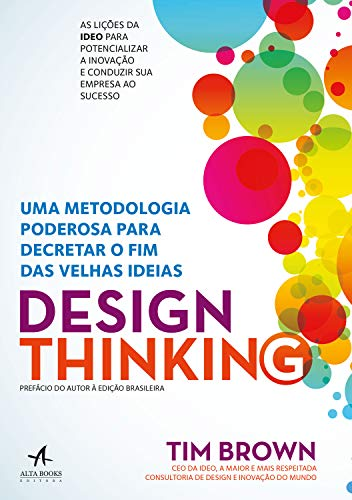 AS LIÇÕES DA
IDEO PARA
POTENCIALIZAR
A INOVAÇÃO
E CONDUZIR SUA
EMPRESA AO
SUCESSO
UMA METODOLOGIA
PODEROSA PARA
DECRETAR O FIM
DAS VELHAS IDEIAS
DESIGN
THINKING
PREFÁCIO DO AUTOR À EDIÇÃO BRASILEIRA
ALTA BOOKS
EDITORA
TIM BROWN
CEO DA IDEO, A MAIOR E MAIS RESPEITADA
CONSULTORIA DE DESIGN E INOVAÇÃO DO MUNDO